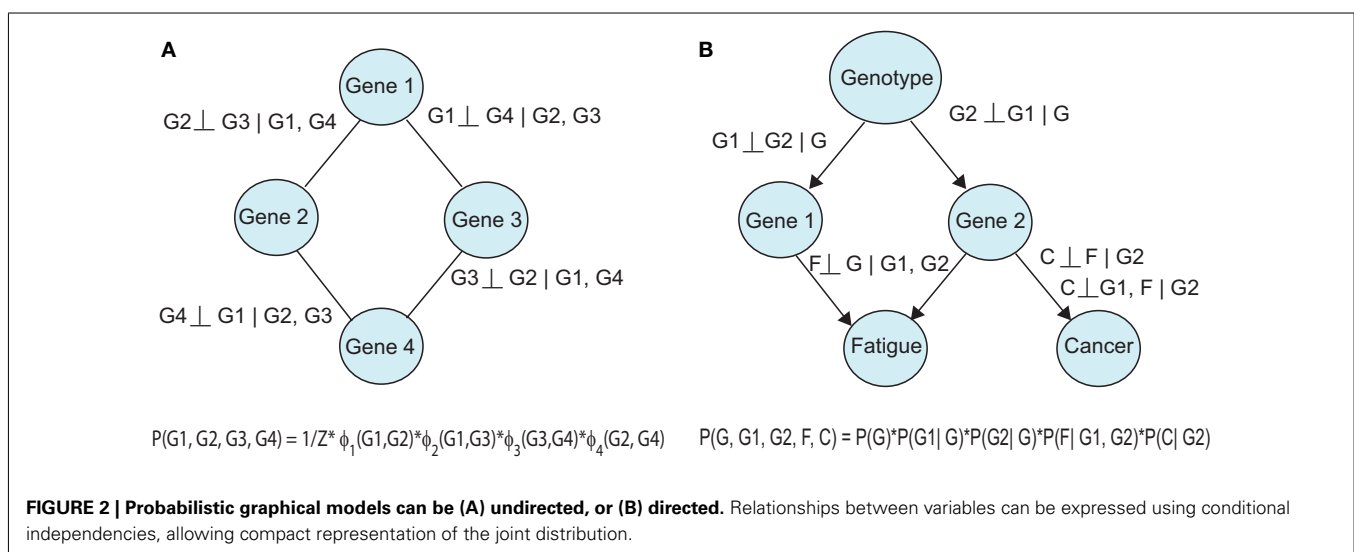 A
Gene 1
G2 ⊥ G3 | G1, G4
G1 ⊥ G4 | G2, G3
Gene 2
Gene 3
G3 ⊥ G2 | G1, G4
G4 ⊥ G1 | G2, G3
Gene 4
P(G1, G2, G3, G4) = 1/Z* ϕ1(G1,G2)*ϕ2(G1,G3)*ϕ3(G3,G4)*ϕ4(G2, G4)
B
Genotype
G2 ⊥G1 | G
G1⊥G2 | G
Gene 1
Gene 2
F⊥ G | G1, G2
C ⊥ F | G2
C⊥G1, F | G2
Fatigue
Cancer
P(G, G1, G2, F, C) = P(G)*P(G1| G)*P(G2| G)*P(F| G1, G2)*P(C| G2)
FIGURE 2 | Probabilistic graphical models can be (A) undirected, or (B) directed. Relationships between variables can be expressed using conditional
independencies, allowing compact representation of the joint distribution.